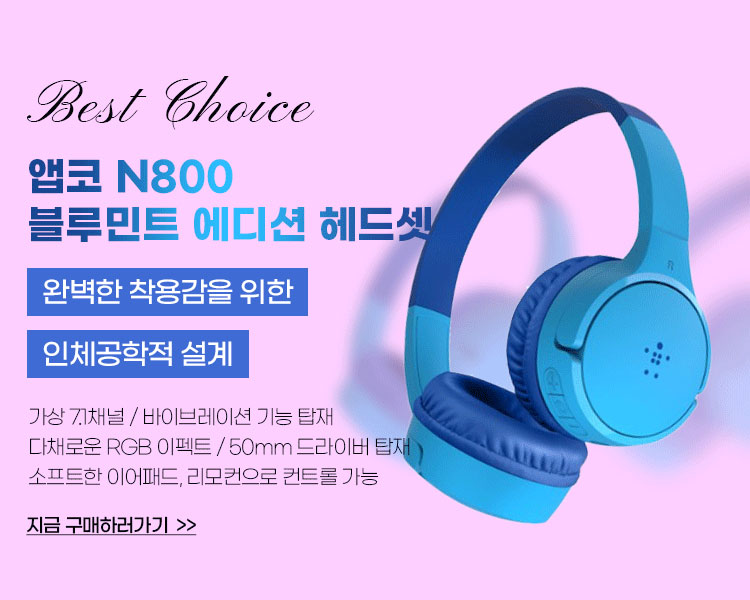 Best Choice
앱코 N800
블루민트 에디션 헤드셋
완벽한 착용감을 위한
인체공학적 설계
가상 7.1채널 / 바이브레이션 기능 탑재
다채로운 RGB 이펙트 / 50mm 드라이버 탑재
소프트한 이어패드, 리모컨으로 컨트롤 가능
지금 구매하러가기 >>